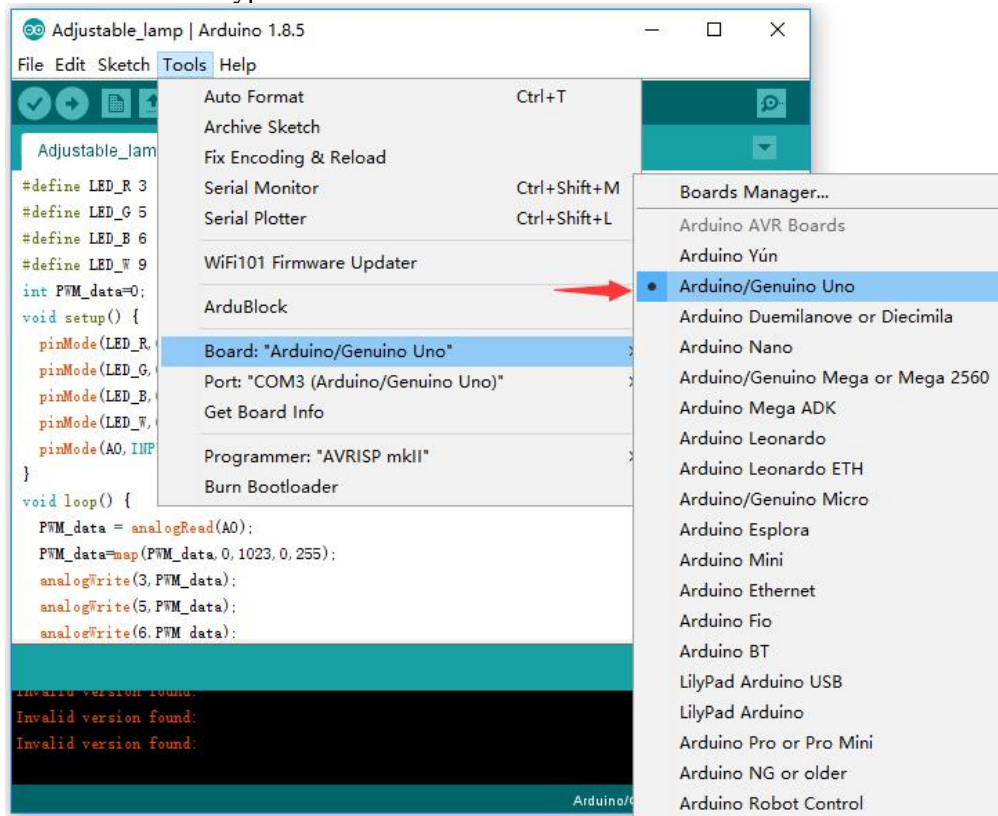 Adjustable_lamp | Arduino 1.8.5
File Edit Sketch Tools Help
Adjustable_lam
#define LED_R 3
#define LED_G 5
#define LED_B 6
#define LED_W 9
int PWM_data=0;
void setup() {
pinMode(LED_R,
pinMode(LED_G,
pinMode(LED_B,
pinMode(LED_W,
pinMode(A0, INP
}
void loop() {
PWM_data = analogRead(A0);
PWM_data=map(PWM_data, 0, 1023, 0, 255);
analogWrite(3, PWM_data);
analogWrite(5, PWM_data);
analogWrite(6, PWM_data);
Invalid version found:
Invalid version found:
Invalid version found:
Arduino/
Auto Format Ctrl+T
Archive Sketch
Fix Encoding & Reload
Serial Monitor Ctrl+Shift+M
Serial Plotter Ctrl+Shift+L
WiFi101 Firmware Updater
ArduBlock
Board: "Arduino/Genuino Uno"
Port: "COM3 (Arduino/Genuino Uno)"
Get Board Info
Programmer: "AVRISP mkII"
Burn Bootloader
Boards Manager...
Arduino AVR Boards
Arduino Yún
Arduino/Genuino Uno
Arduino Duemilanove or Diecimila
Arduino Nano
Arduino/Genuino Mega or Mega 2560
Arduino Mega ADK
Arduino Leonardo
Arduino Leonardo ETH
Arduino/Genuino Micro
Arduino Esplora
Arduino Mini
Arduino Ethernet
Arduino Fio
Arduino BT
LilyPad Arduino USB
LilyPad Arduino
Arduino Pro or Pro Mini
Arduino NG or older
Arduino Robot Control